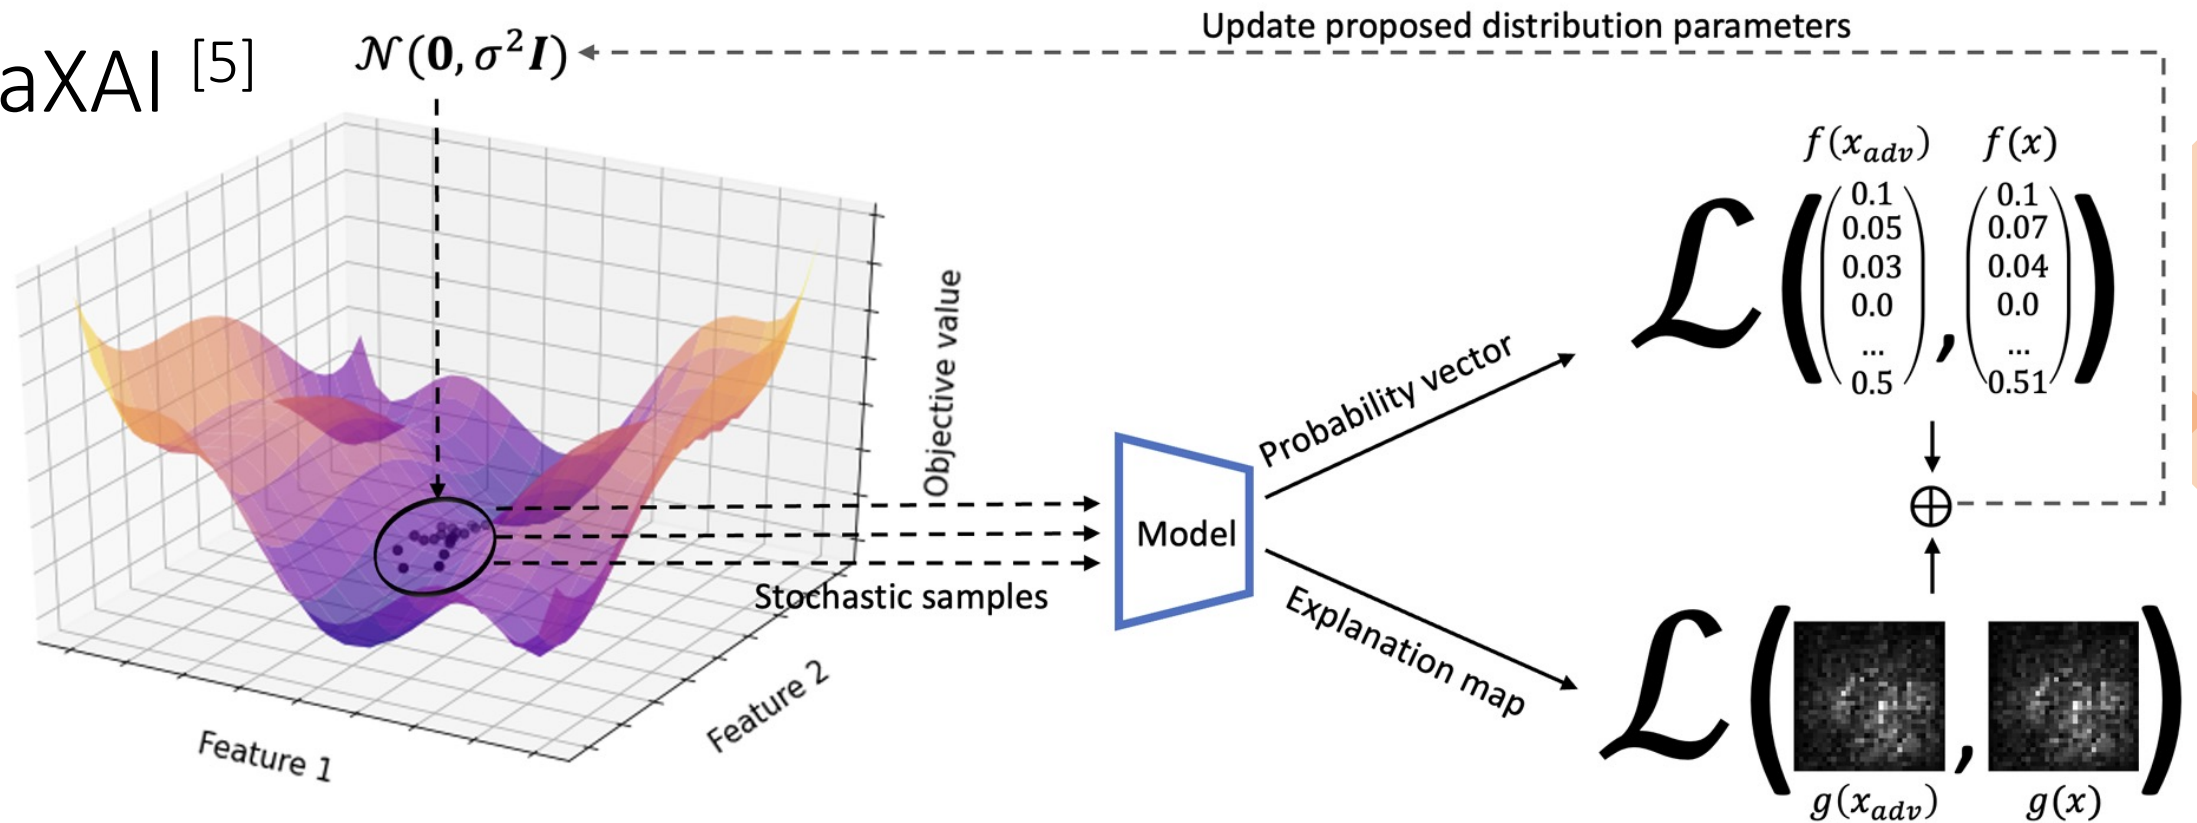 aXAI [5]
𝒩(0, σ²I)
Update proposed distribution parameters
Objective value
Feature 1
Feature 2
Stochastic samples
Model
Probability vector
Explanation map
f(x_adv) f(x)
ℒ ( , )
0.1 0.1
0.05 0.07
0.03 0.04
0.0 0.0
... ...
0.5 0.51
⊕
ℒ ( , )
g(x_adv) g(x)